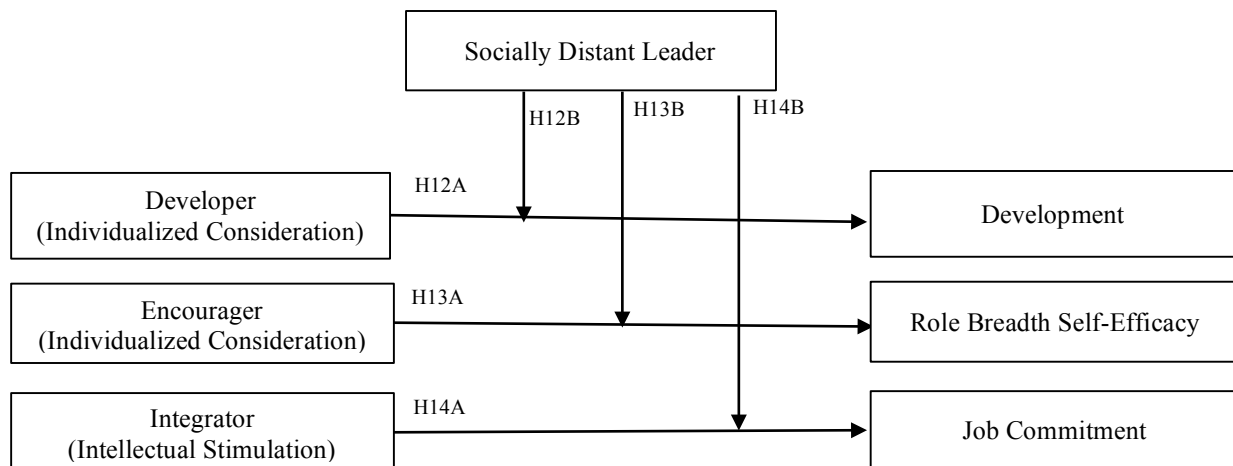 Socially Distant Leader
H12B
H13B
H14B
H12A
Developer
(Individualized Consideration)
Development
H13A
Encourager
(Individualized Consideration)
Role Breadth Self-Efficacy
H14A
Integrator
(Intellectual Stimulation)
Job Commitment